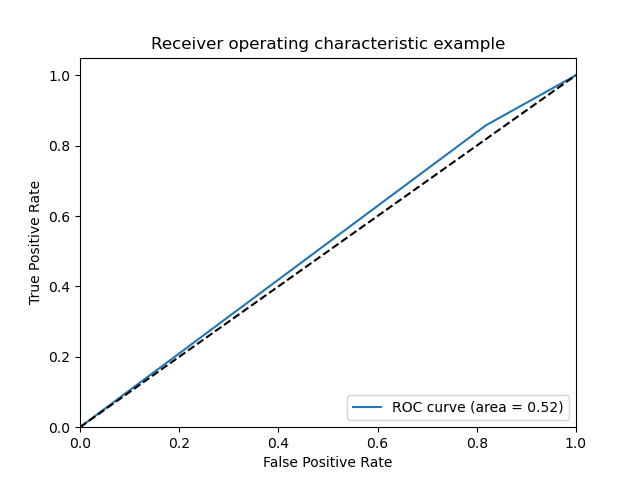 Receiver operating characteristic example
True Positive Rate
1.0
0.8
0.6
0.4
0.2
0.0
ROC curve (area = 0.52)
0.0 0.2 0.4 0.6 0.8 1.0
False Positive Rate